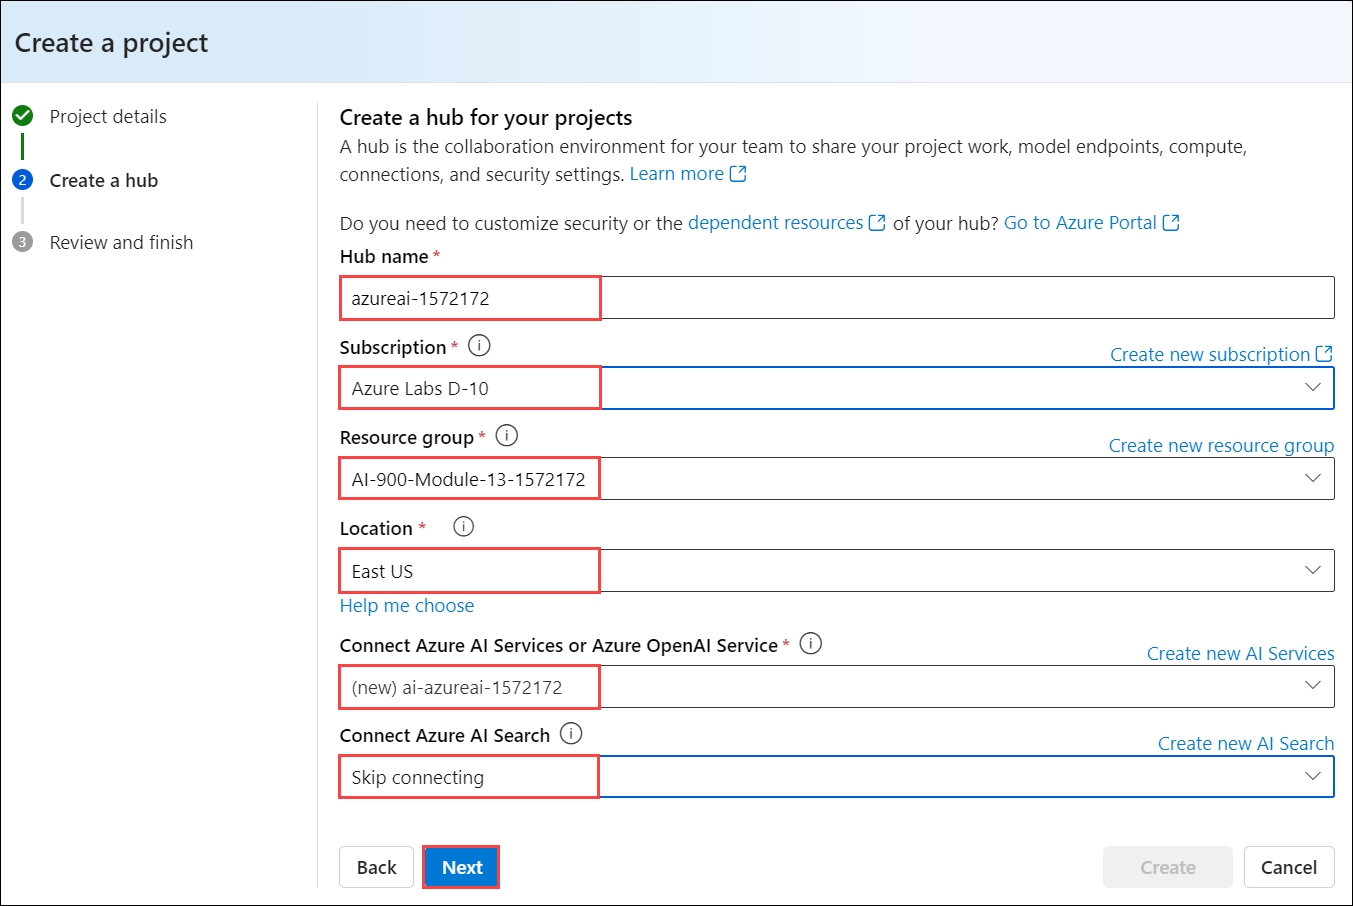 Create a project
Project details
2 Create a hub
3 Review and finish
Create a hub for your projects
A hub is the collaboration environment for your team to share your project work, model endpoints, compute,
connections, and security settings. Learn more
Do you need to customize security or the dependent resources of your hub? Go to Azure Portal
Hub name *
azureai-1572172
Subscription * i
Create new subscription
Azure Labs D-10
Resource group * i
Create new resource group
AI-900-Module-13-1572172
Location * i
East US
Help me choose
Connect Azure AI Services or Azure OpenAI Service * i
Create new AI Services
(new) ai-azureai-1572172
Connect Azure AI Search i
Create new AI Search
Skip connecting
Back Next Create Cancel